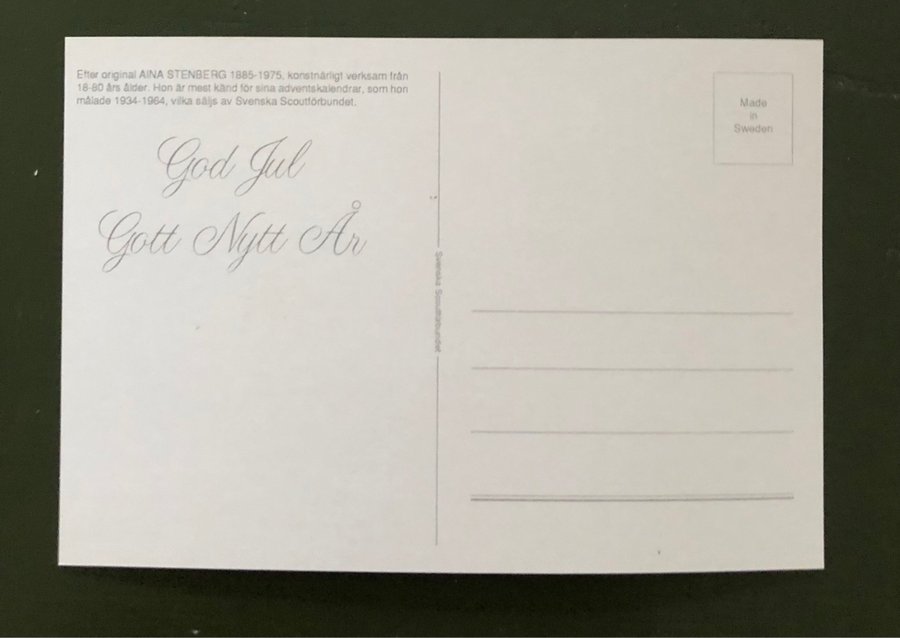 Efter original AINA STENBERG 1885-1975, konstnärligt verksam från
18-80 års ålder. Hon är mest känd för sina adventskalendrar, som hon
målade 1934-1964, vilka säljs av Svenska Scoutförbundet.
God Jul
Gott Nytt År
Svenska Scoutförbundet
Made
in
Sweden